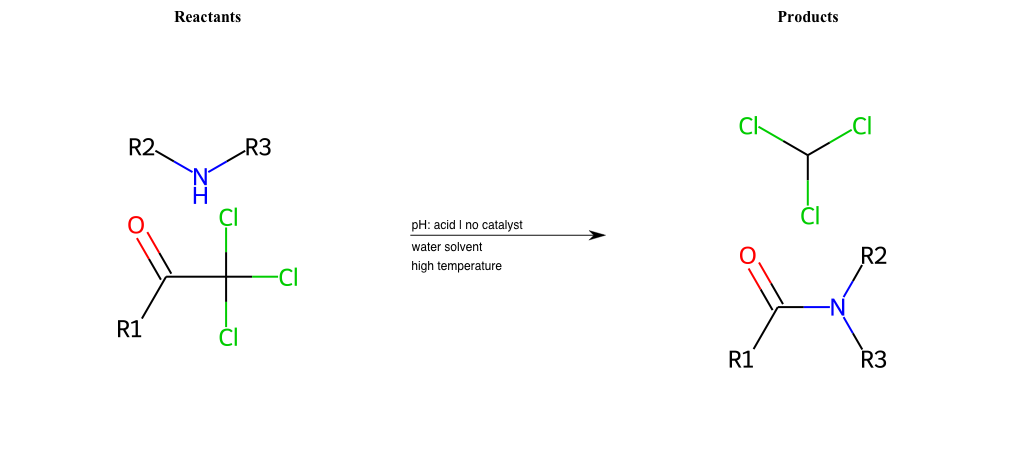 Reactants
Products
R2
R3
N
H
O
Cl
Cl
Cl
R1
pH: acid | no catalyst
water solvent
high temperature
Cl
Cl
Cl
O
R2
N
R1
R3